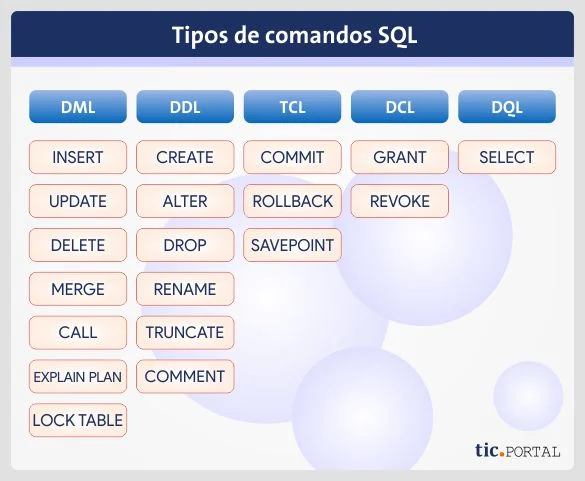 Tipos de comandos SQL
DML DDL TCL DCL DQL
INSERT CREATE COMMIT GRANT SELECT
UPDATE ALTER ROLLBACK REVOKE
DELETE DROP SAVEPOINT
MERGE RENAME
CALL TRUNCATE
EXPLAIN PLAN COMMENT
LOCK TABLE
tic.PORTAL